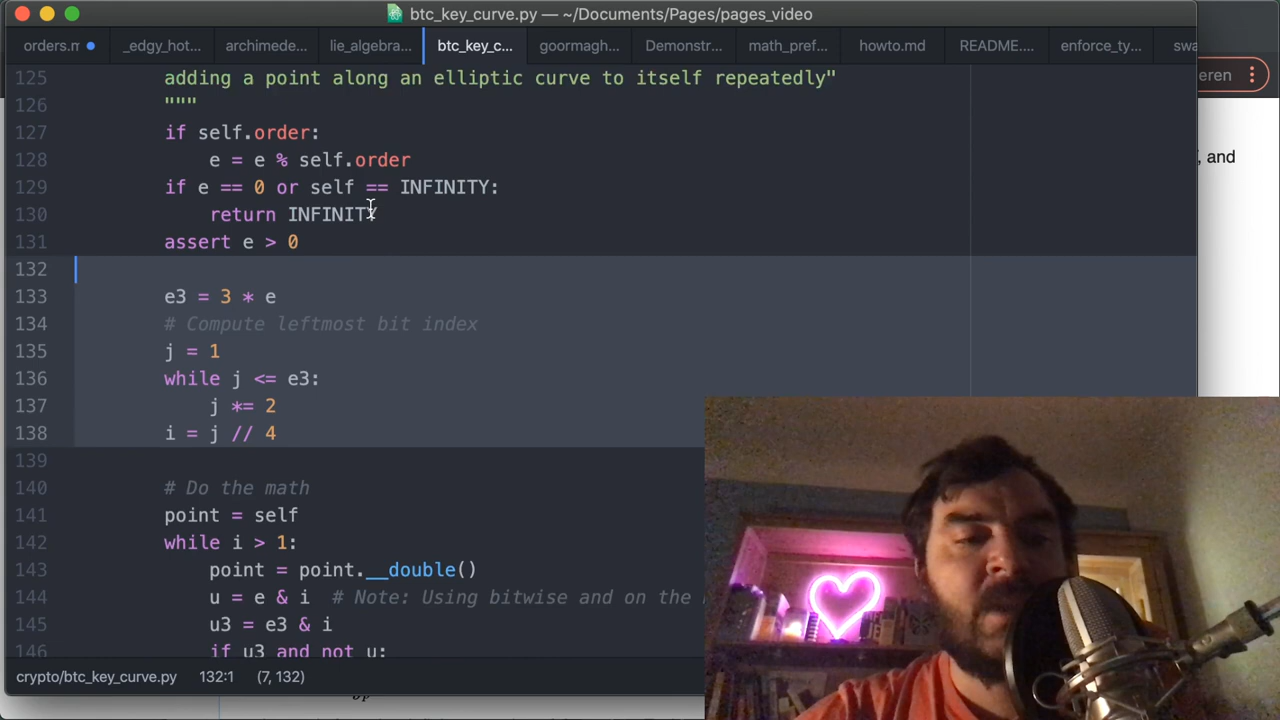 btc_key_curve.py — ~/Documents/Pages/pages_video
orders.m _edgy_hot... archimede... lie_algebra... btc_key_c... goormagh... Demonstr... math_pref... howto.md README.... enforce_ty... swa
eren
, and
125 adding a point along an elliptic curve to itself repeatedly"
126 """
127 if self.order:
128 e = e % self.order
129 if e == 0 or self == INFINITY:
130 return INFINITY
131 assert e > 0
132
133 e3 = 3 * e
134 # Compute leftmost bit index
135 j = 1
136 while j <= e3:
137 j *= 2
138 i = j // 4
139
140 # Do the math
141 point = self
142 while i > 1:
143 point = point.__double()
144 u = e & i # Note: Using bitwise and on the
145 u3 = e3 & i
146 if u3 and not u:
crypto/btc_key_curve.py 132:1 (7, 132)